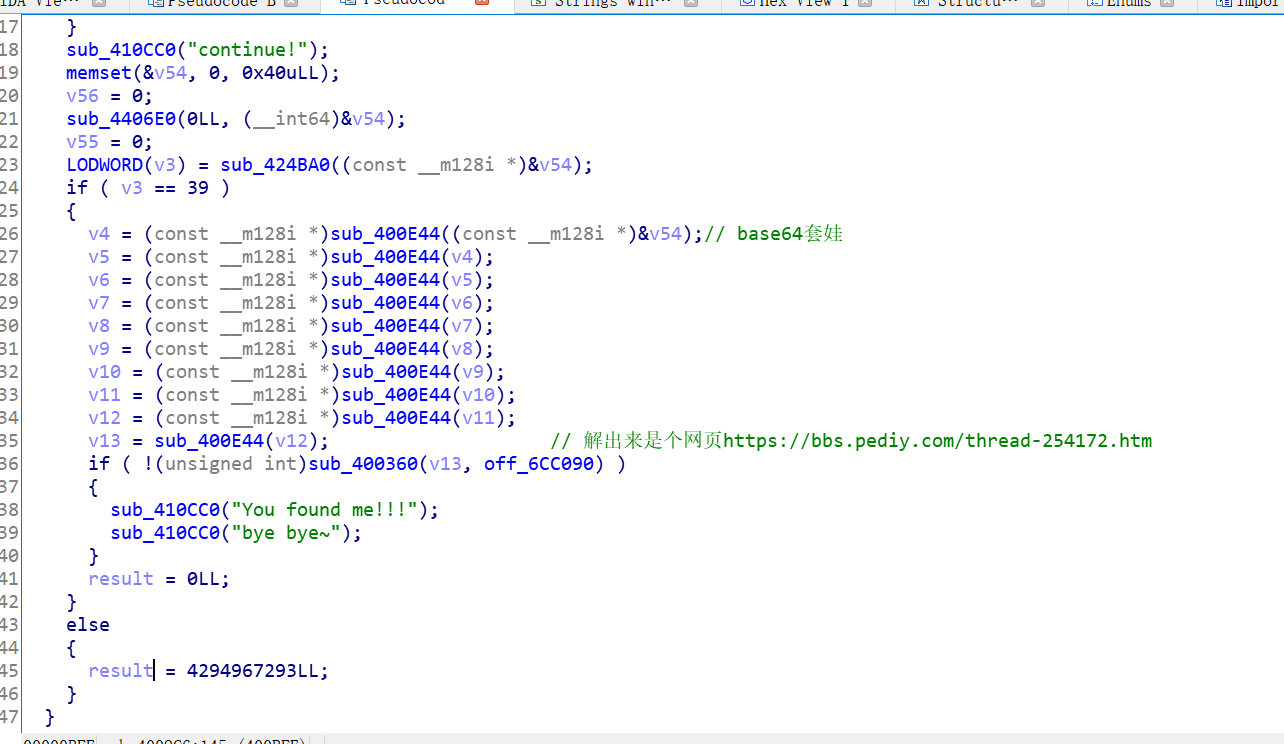 IDA Vie… Pseudocode B Pseudocod Strings win… Hex View 1 Structu… Enums Impor
17 }
18 sub_410CC0("continue!");
19 memset(&v54, 0, 0x40uLL);
20 v56 = 0;
21 sub_4406E0(0LL, (__int64)&v54);
22 v55 = 0;
23 LODWORD(v3) = sub_424BA0((const __m128i *)&v54);
24 if ( v3 == 39 )
25 {
26 v4 = (const __m128i *)sub_400E44((const __m128i *)&v54);// base64套娃
27 v5 = (const __m128i *)sub_400E44(v4);
28 v6 = (const __m128i *)sub_400E44(v5);
29 v7 = (const __m128i *)sub_400E44(v6);
30 v8 = (const __m128i *)sub_400E44(v7);
31 v9 = (const __m128i *)sub_400E44(v8);
32 v10 = (const __m128i *)sub_400E44(v9);
33 v11 = (const __m128i *)sub_400E44(v10);
34 v12 = (const __m128i *)sub_400E44(v11);
35 v13 = sub_400E44(v12); // 解出来是个网页https://bbs.pediy.com/thread-254172.htm
36 if ( !(unsigned int)sub_400360(v13, off_6CC090) )
37 {
38 sub_410CC0("You found me!!!");
39 sub_410CC0("bye bye~");
40 }
41 result = 0LL;
42 }
43 else
44 {
45 result = 4294967293LL;
46 }
47 }